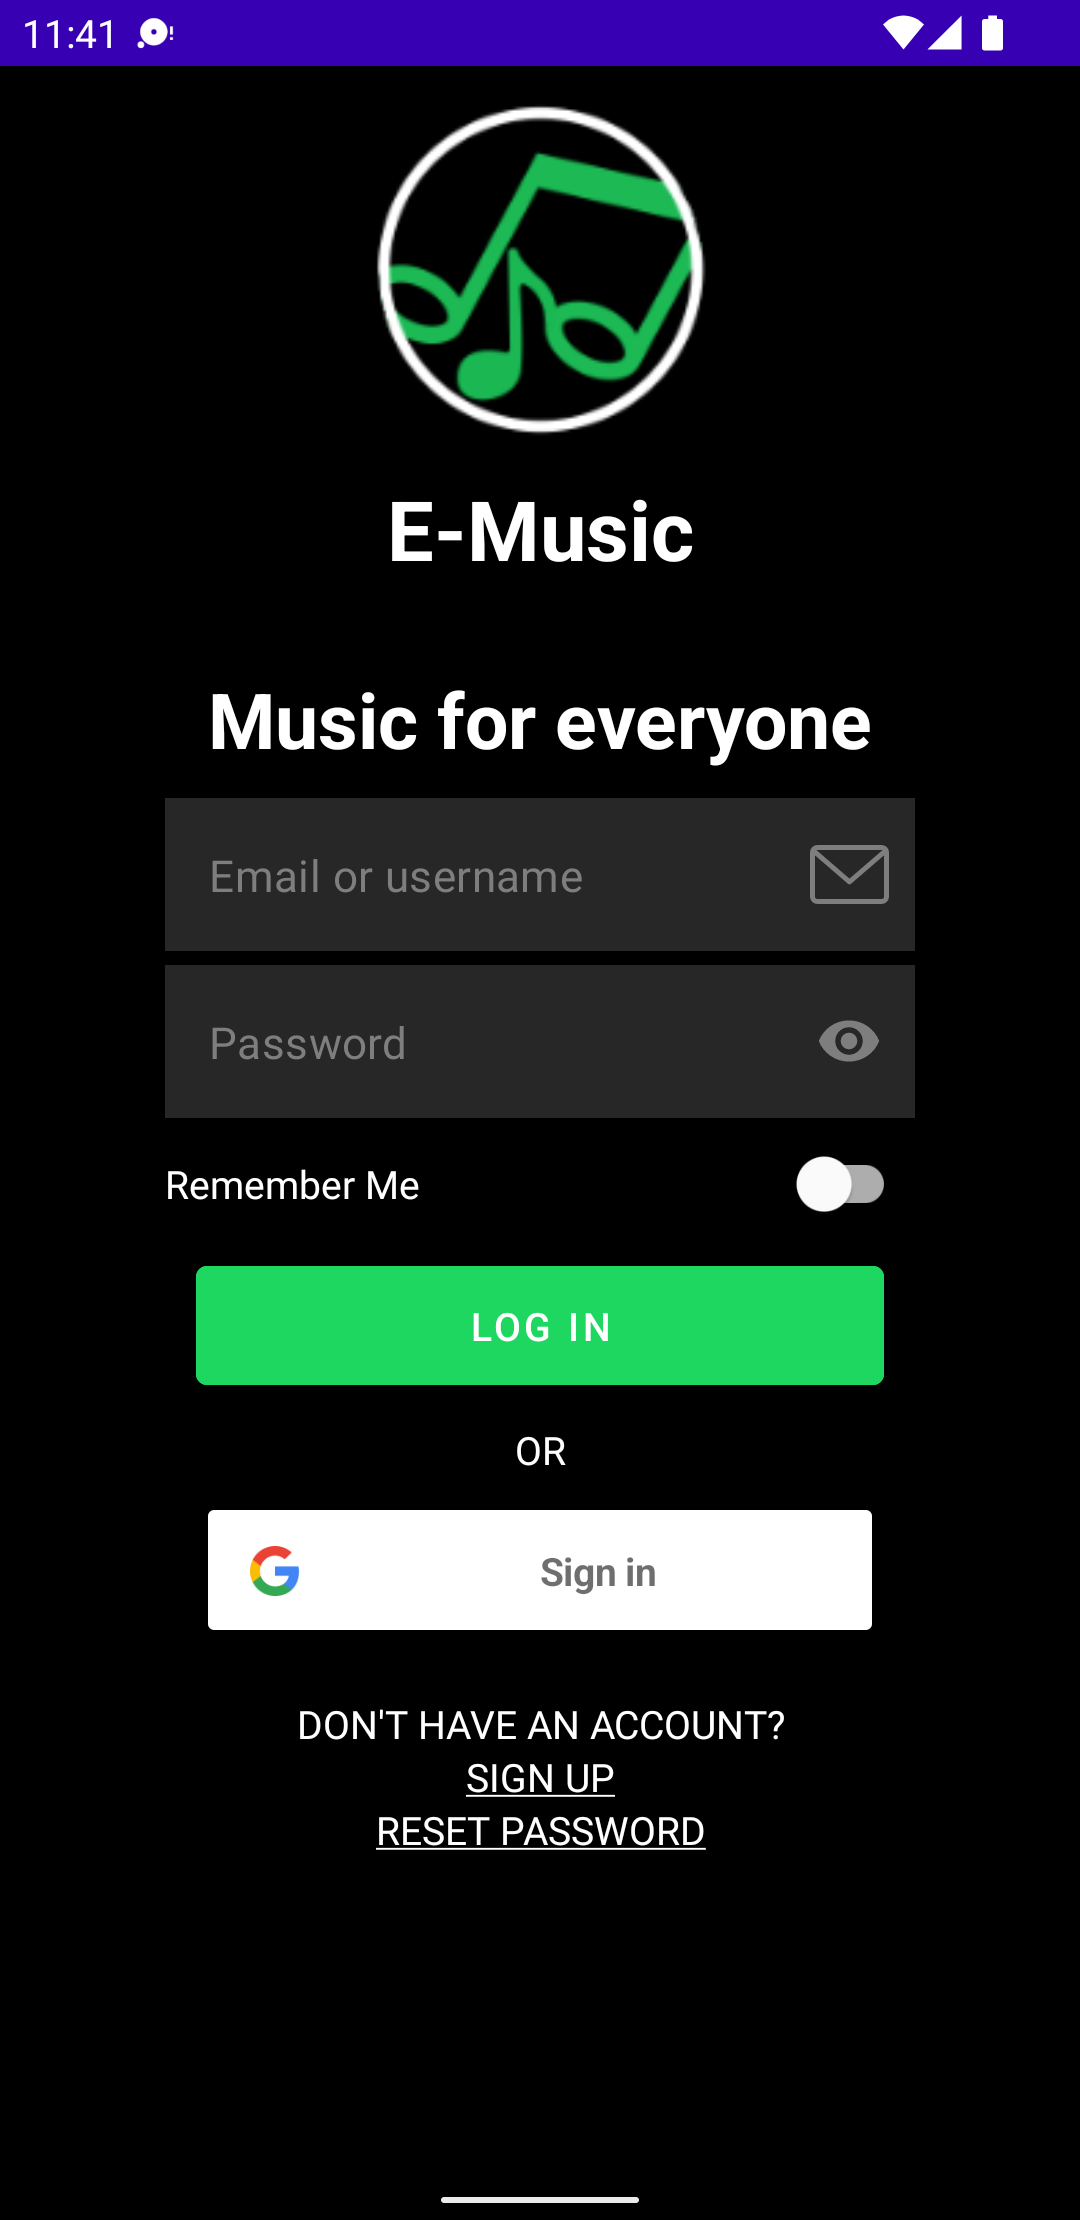 11:41
E-Music
Music for everyone
Email or username
Password
Remember Me
LOG IN
OR
Sign in
DON'T HAVE AN ACCOUNT?
SIGN UP
RESET PASSWORD